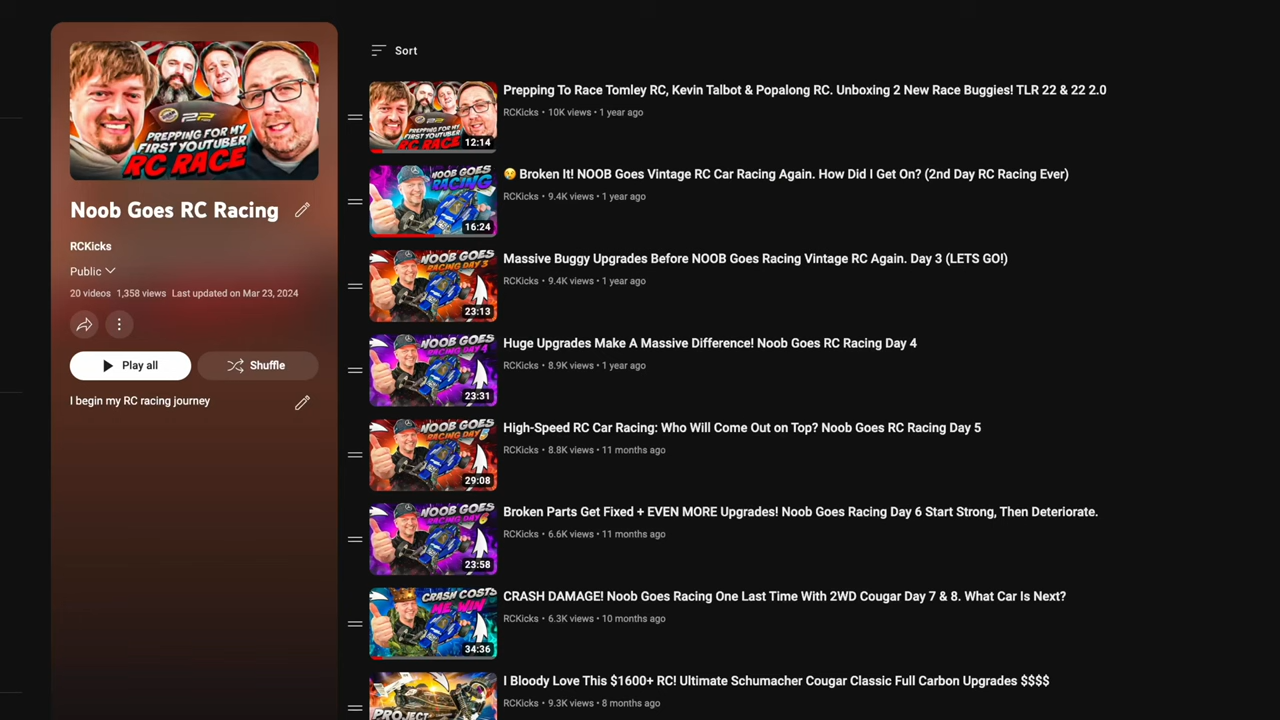 PREPPING FOR MY
FIRST YOUTUBER
RC RACE
Noob Goes RC Racing
RCKicks
Public
20 videos 1,358 views Last updated on Mar 23, 2024
Play all
Shuffle
I begin my RC racing journey
Sort
PREPPING FOR MY
FIRST YOUTUBER
RC RACE
12:14
Prepping To Race Tomley RC, Kevin Talbot & Popalong RC. Unboxing 2 New Race Buggies! TLR 22 & 22 2.0
RCKicks • 10K views • 1 year ago
NOOB GOES
RACING
16:24
😢 Broken It! NOOB Goes Vintage RC Car Racing Again. How Did I Get On? (2nd Day RC Racing Ever)
RCKicks • 9.4K views • 1 year ago
NOOB GOES
RACING DAY 3
23:13
Massive Buggy Upgrades Before NOOB Goes Racing Vintage RC Again. Day 3 (LETS GO!)
RCKicks • 9.4K views • 1 year ago
NOOB GOES
RACING DAY 4
23:31
Huge Upgrades Make A Massive Difference! Noob Goes RC Racing Day 4
RCKicks • 8.9K views • 1 year ago
NOOB GOES
RACING DAY 5
29:08
High-Speed RC Car Racing: Who Will Come Out on Top? Noob Goes RC Racing Day 5
RCKicks • 8.8K views • 11 months ago
NOOB GOES
RACING DAY 6
23:58
Broken Parts Get Fixed + EVEN MORE Upgrades! Noob Goes Racing Day 6 Start Strong, Then Deteriorate.
RCKicks • 6.6K views • 11 months ago
CRASH COSTS
ME WIN
34:36
CRASH DAMAGE! Noob Goes Racing One Last Time With 2WD Cougar Day 7 & 8. What Car Is Next?
RCKicks • 6.3K views • 10 months ago
PROJECT
I Bloody Love This $1600+ RC! Ultimate Schumacher Cougar Classic Full Carbon Upgrades $$$$
RCKicks • 9.3K views • 8 months ago